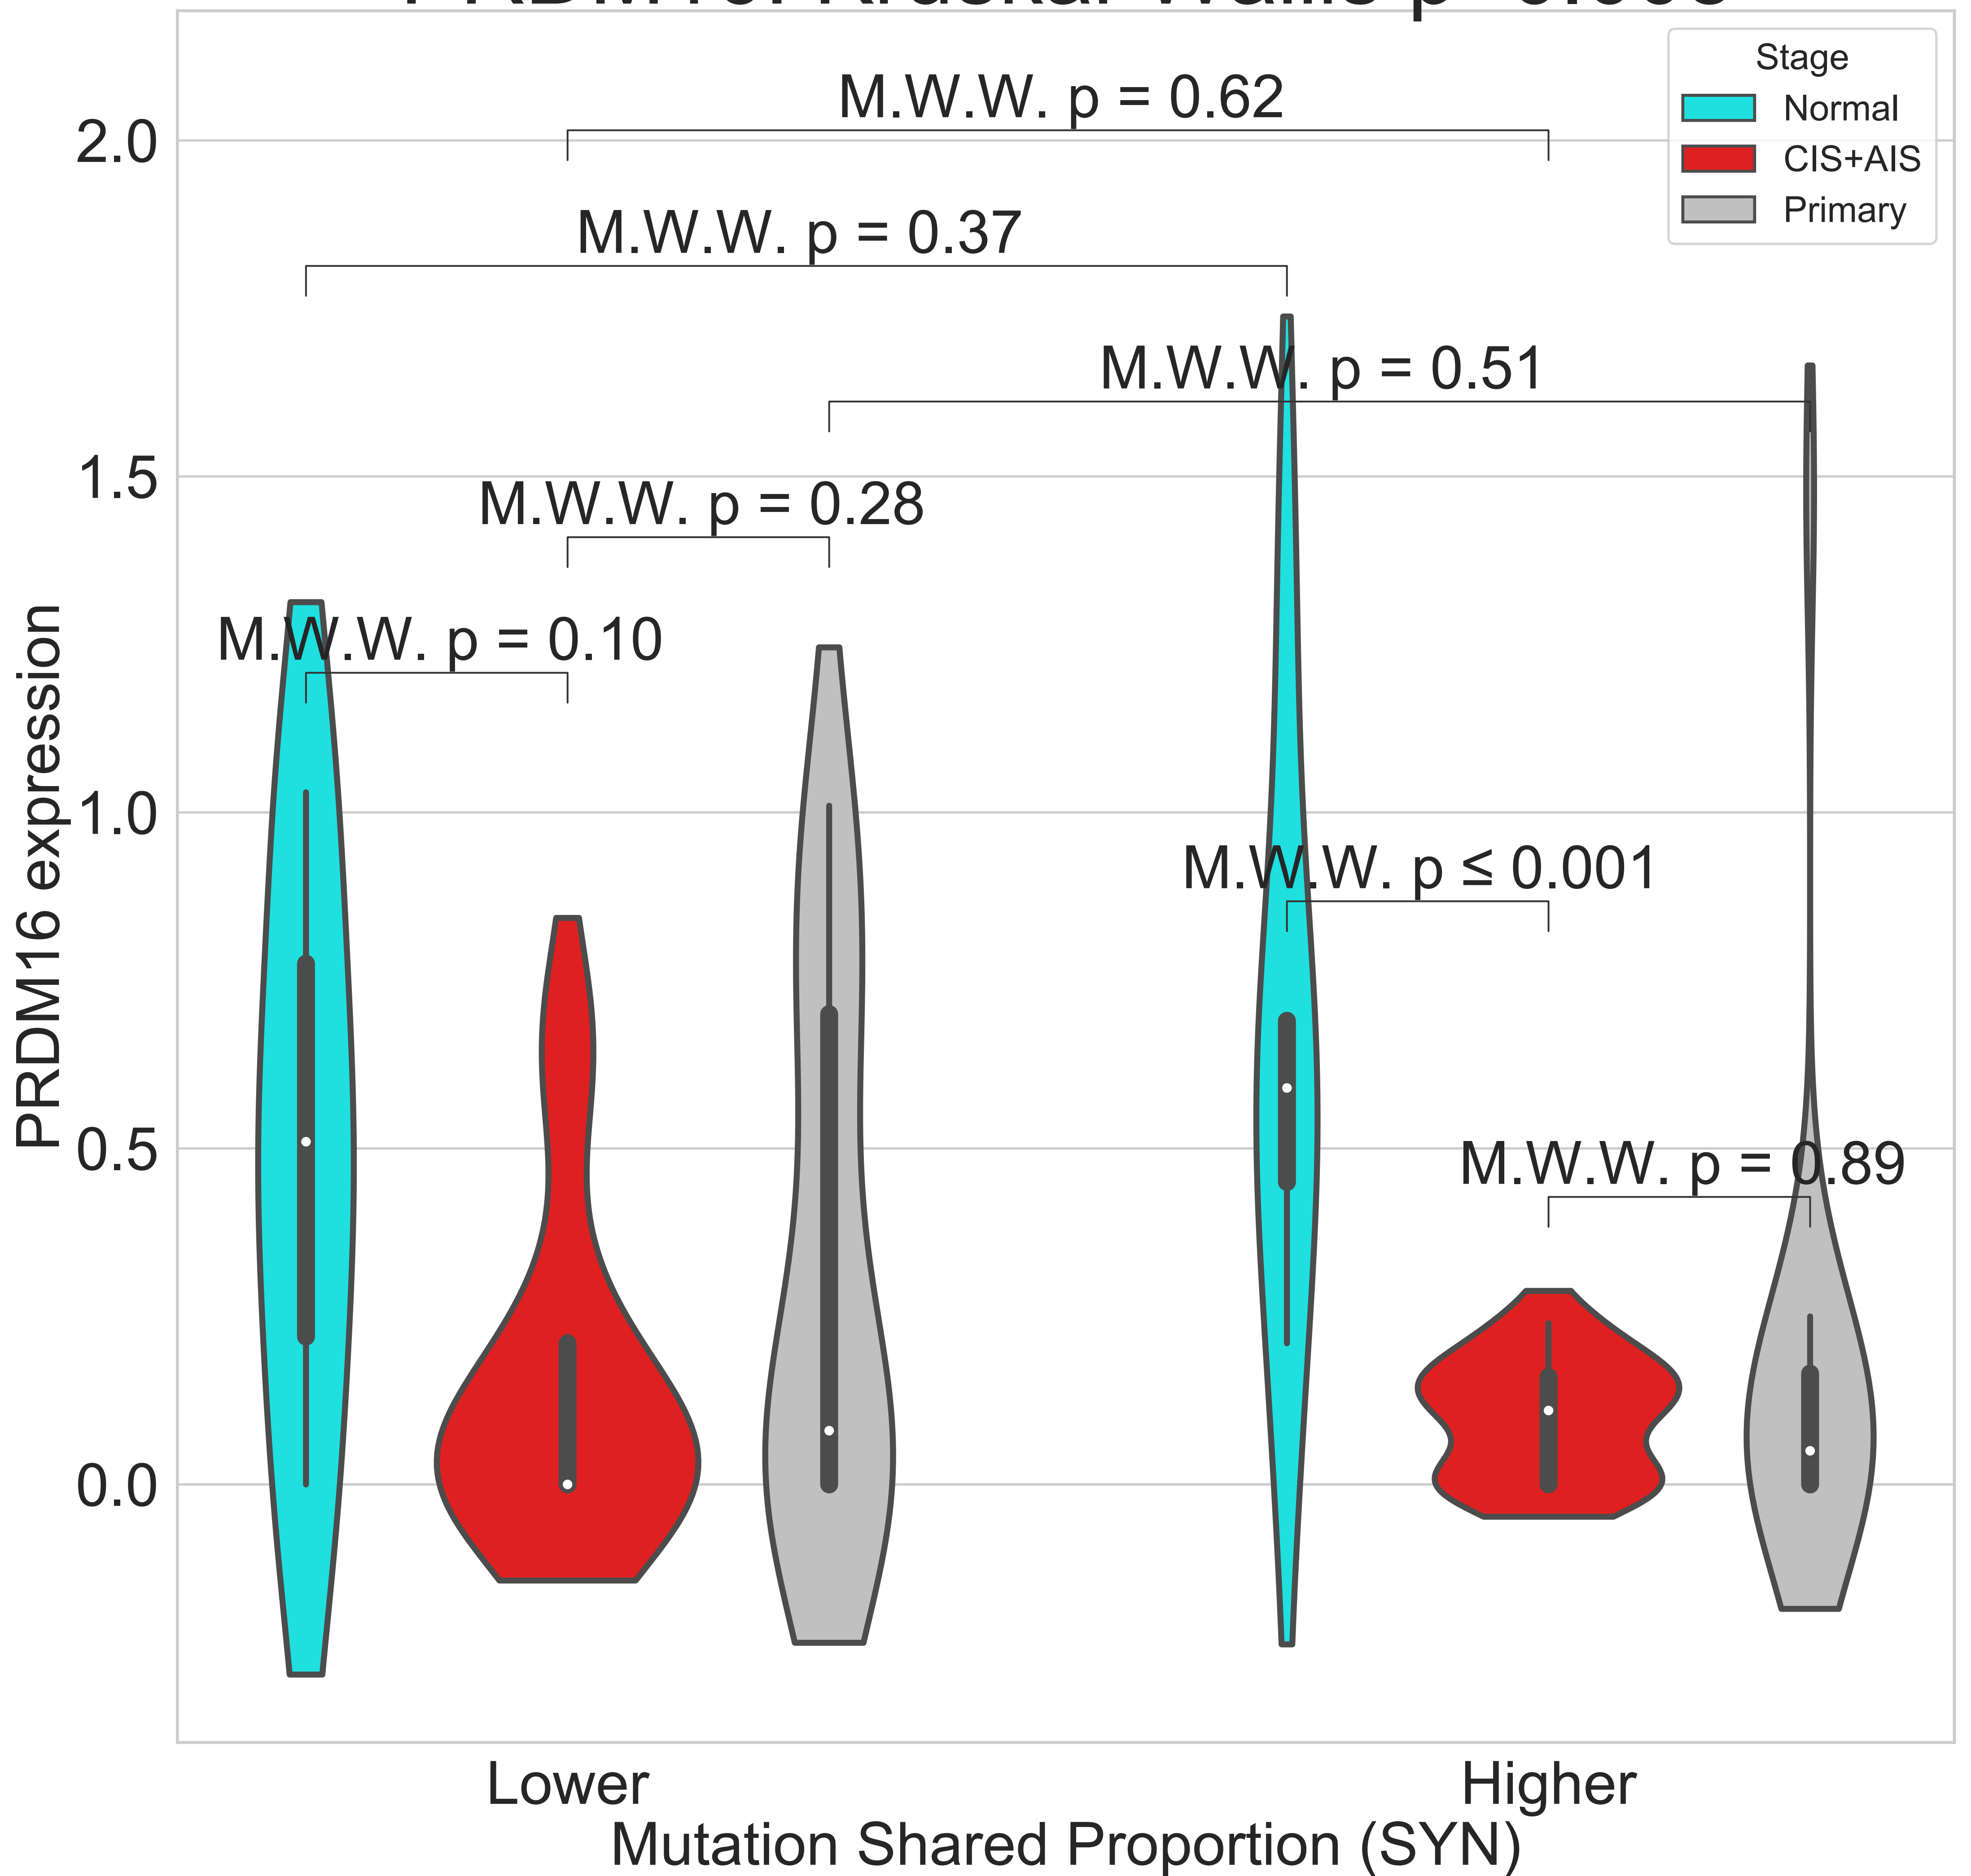 Stage
Normal
CIS+AIS
Primary
M.W.W. p = 0.62
M.W.W. p = 0.37
M.W.W. p = 0.51
M.W.W. p = 0.28
M.W.W. p = 0.10
M.W.W. p ≤ 0.001
M.W.W. p = 0.89
2.0
1.5
1.0
0.5
0.0
PRDM16 expression
Lower
Higher
Mutation Shared Proportion (SYN)